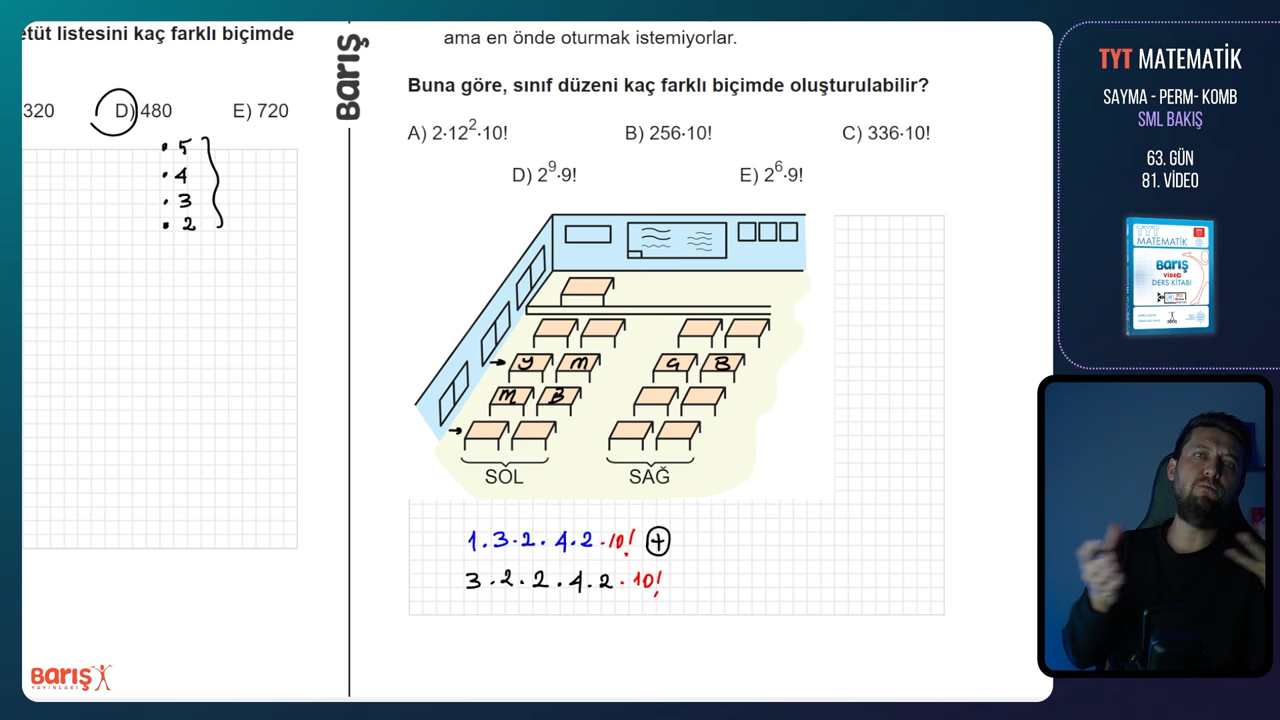 etüt listesini kaç farklı biçimde
320 D) 480 E) 720
. 5
. 4
. 3
. 2
BARIŞ
YAYINLARI
BARIŞ
ama en önde oturmak istemiyorlar.
Buna göre, sınıf düzeni kaç farklı biçimde oluşturulabilir?
A) 2·12²·10! B) 256·10! C) 336·10!
D) 2⁹·9! E) 2⁶·9!
Y M G B
M B
SOL SAĞ
1.3.2.4.2.10! +
3.2.2.4.2.10!
TYT MATEMATİK
SAYMA - PERM- KOMB
SML BAKIŞ
63. GÜN
81. VİDEO
TYT
MATEMATİK
BARIŞ
VİDEO
DERS KİTABI